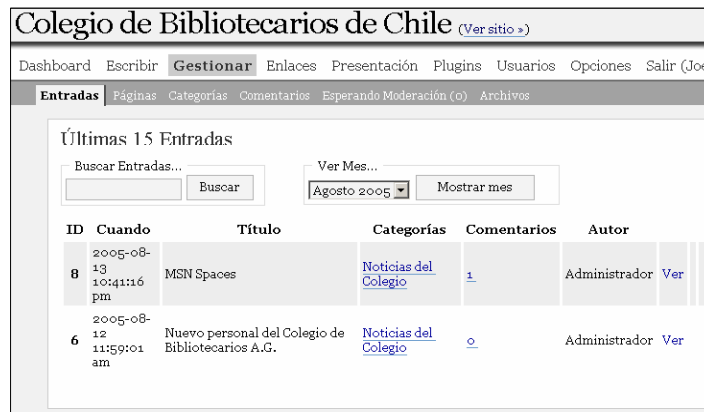 Colegio de Bibliotecarios de Chile (Ver sitio »)
Dashboard Escribir Gestionar Enlaces Presentación Plugins Usuarios Opciones Salir (Joe
Entradas Páginas Categorías Comentarios Esperando Moderación (0) Archivos
Últimas 15 Entradas
Buscar Entradas... Ver Mes...
Buscar Agosto 2005 Mostrar mes
ID Cuando Título Categorías Comentarios Autor
8 2005-08-13 10:41:16 pm MSN Spaces Noticias del Colegio 1 Administrador Ver
6 2005-08-12 11:59:01 am Nuevo personal del Colegio de Bibliotecarios A.G. Noticias del Colegio 0 Administrador Ver